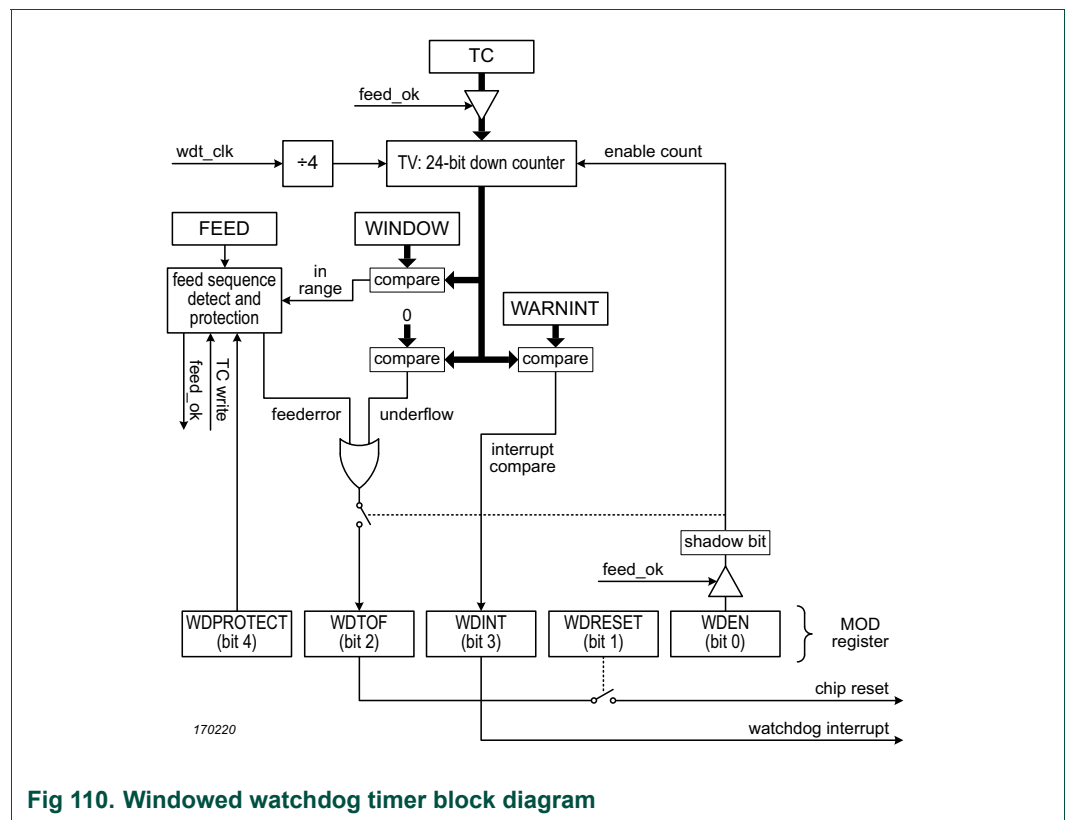 TC
feed_ok
wdt_clk
÷4
TV: 24-bit down counter
enable count
FEED
WINDOW
feed sequence
detect and
protection
in
range
compare
WARNINT
0
compare
compare
feed_ok
TC write
feederror
underflow
interrupt
compare
shadow bit
feed_ok
WDPROTECT
(bit 4)
WDTOF
(bit 2)
WDINT
(bit 3)
WDRESET
(bit 1)
WDEN
(bit 0)
MOD
register
chip reset
170220
watchdog interrupt
Fig 110. Windowed watchdog timer block diagram